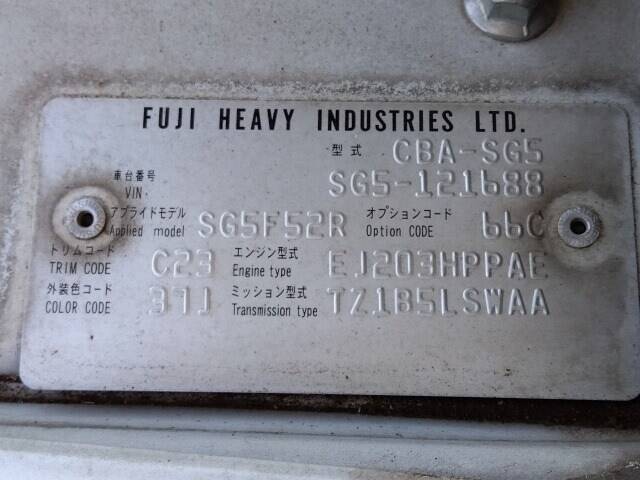 FUJI HEAVY INDUSTRIES LTD.
型式 CBA-SG5
車台番号 VIN. SG5-121688
アプライドモデル Applied model SG5F52R オプションコード Option CODE 66C
トリムコード TRIM CODE C23 エンジン型式 Engine type EJ203HPPAE
外装色コード COLOR CODE 37J ミッション型式 Transmission type TZ1B5LSWAA